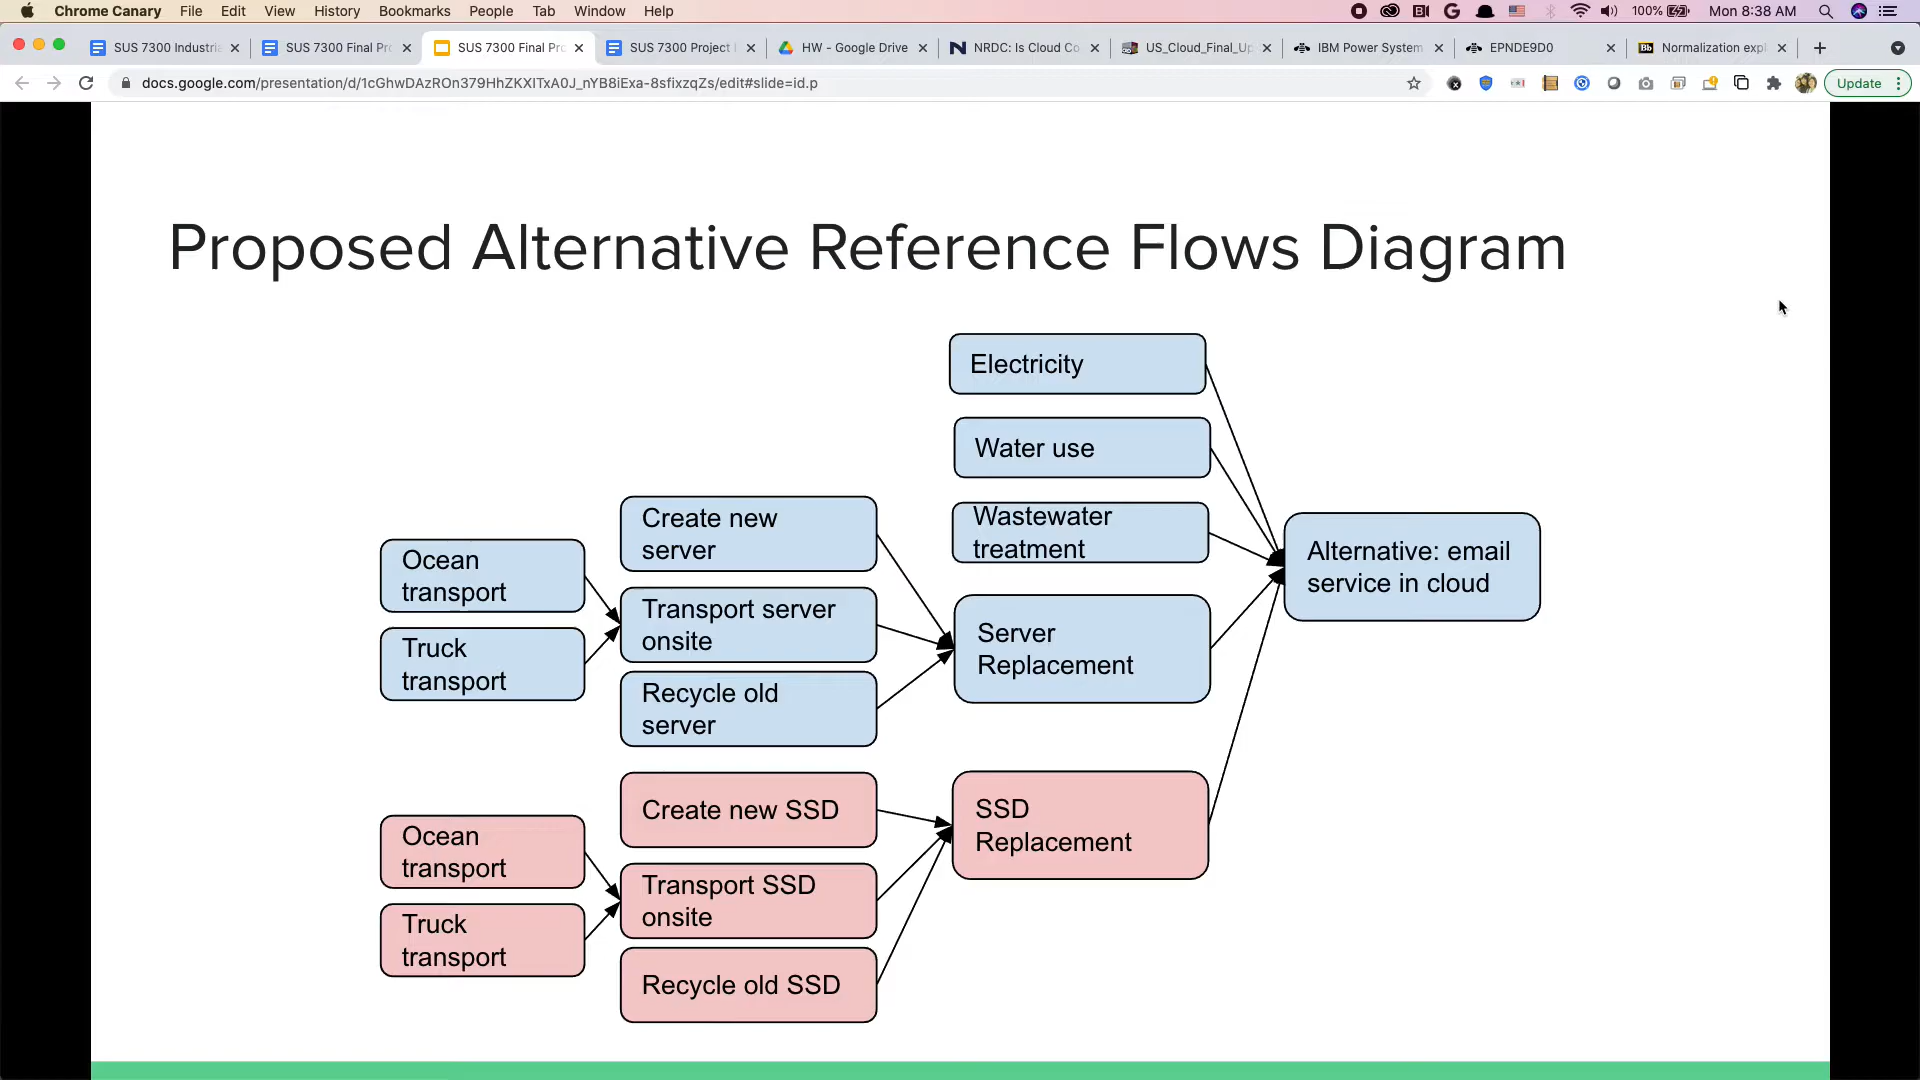 Chrome Canary File Edit View History Bookmarks People Tab Window Help 100% Mon 8:38 AM
SUS 7300 Industria SUS 7300 Final Pro SUS 7300 Final Pro SUS 7300 Project HW - Google Drive NRDC: Is Cloud Co US_Cloud_Final_Up IBM Power System EPNDE9D0 Normalization expl
docs.google.com/presentation/d/1cGhwDAzROn379HhZKXITxA0J_nYB8iExa-8sfixzqZs/edit#slide=id.p Update
Proposed Alternative Reference Flows Diagram
Electricity
Water use
Wastewater
treatment
Create new
server
Ocean
transport
Alternative: email
service in cloud
Transport server
onsite
Truck
transport
Server
Replacement
Recycle old
server
Create new SSD
SSD
Replacement
Ocean
transport
Transport SSD
onsite
Truck
transport
Recycle old SSD